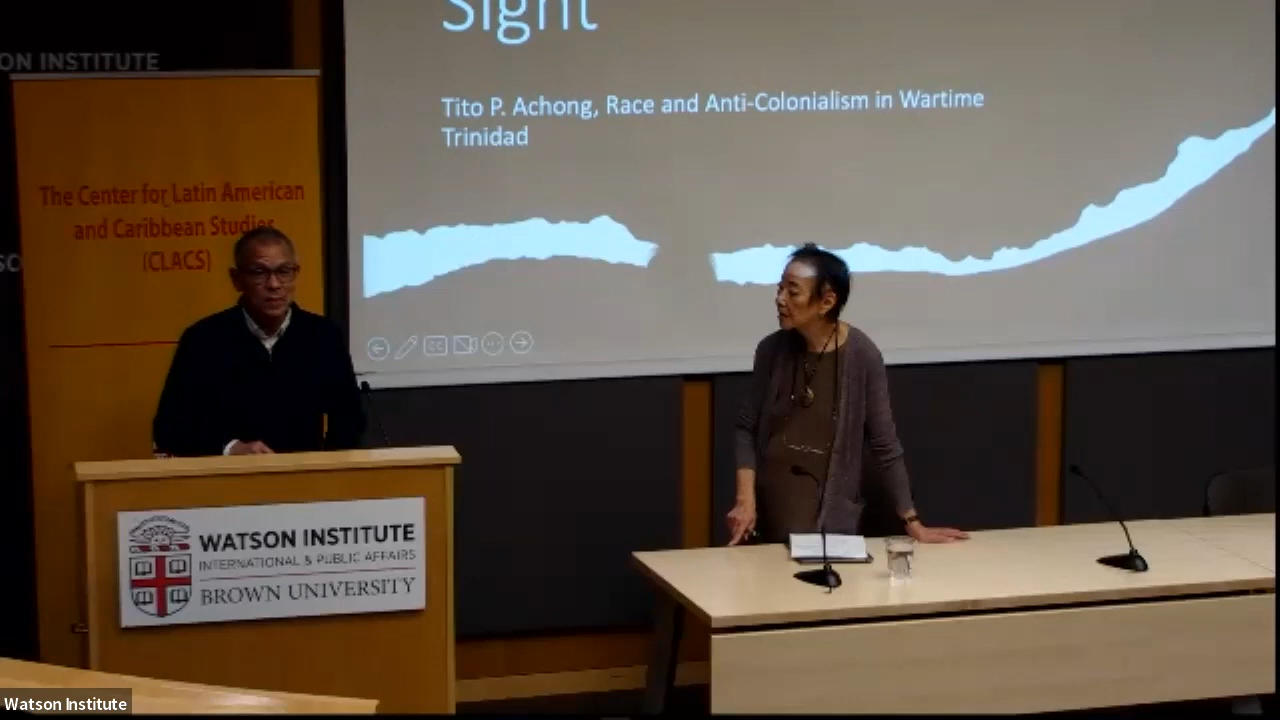 ON INSTITUTE
Sight
Tito P. Achong, Race and Anti-Colonialism in Wartime
Trinidad
The Center for Latin American
and Caribbean Studies
(CLACS)
CC
WATSON INSTITUTE
INTERNATIONAL & PUBLIC AFFAIRS
BROWN UNIVERSITY
Watson Institute